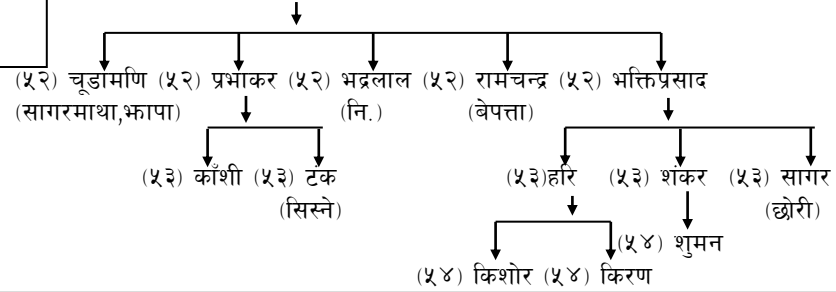 (५२) चूडामणि (५२) प्रभाकर (५२) भद्रलाल (५२) रामचन्द्र (५२) भक्तिप्रसाद
(सागरमाथा,झापा) (नि.) (बेपत्ता)
(५३) काँशी (५३) टंक (५३)हरि (५३) शंकर (५३) सागर
(सिस्ने) (छोरी)
(५४) शुमन
(५४) किशोर (५४) किरण